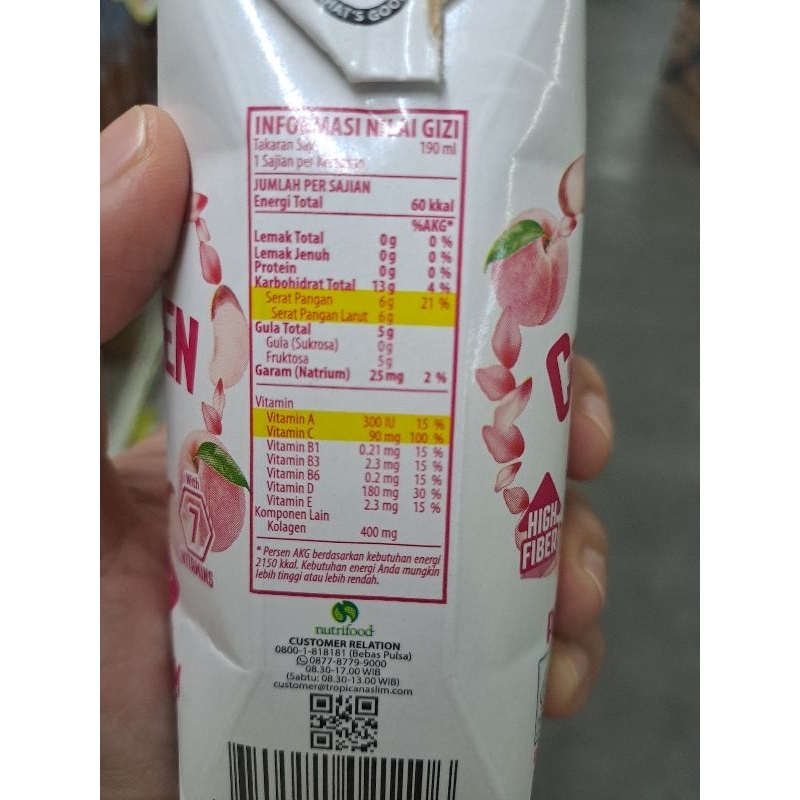 HAT'S GOO
INFORMASI NILAI GIZI
Takaran Saji 190 ml
1 Sajian per Kemasan
JUMLAH PER SAJIAN
Energi Total 60 kkal
%AKG*
Lemak Total 0 g 0 %
Lemak Jenuh 0 g 0 %
Protein 0 g 0 %
Karbohidrat Total 13 g 4 %
Serat Pangan 6 g 21 %
Serat Pangan Larut 6 g
Gula Total 5 g
Gula (Sukrosa) 0 g
Fruktosa 5 g
Garam (Natrium) 25 mg 2 %
Vitamin
Vitamin A 300 IU 15 %
Vitamin C 90 mg 100 %
Vitamin B1 0.21 mg 15 %
Vitamin B3 2.3 mg 15 %
Vitamin B6 0.2 mg 15 %
Vitamin D 180 mg 30 %
Vitamin E 2.3 mg 15 %
Komponen Lain
Kolagen 400 mg
* Persen AKG berdasarkan kebutuhan energi
2150 kkal. Kebutuhan energi Anda mungkin
lebih tinggi atau lebih rendah.
nutrifood
CUSTOMER RELATION
0800-1-818181 (Bebas Pulsa)
0877-8779-9000
08.30-17.00 WIB
(Sabtu: 08.30-13.00 WIB)
customer@tropicanaslim.com
EN
With
7
VITAMINS
C
HIGH
FIBER